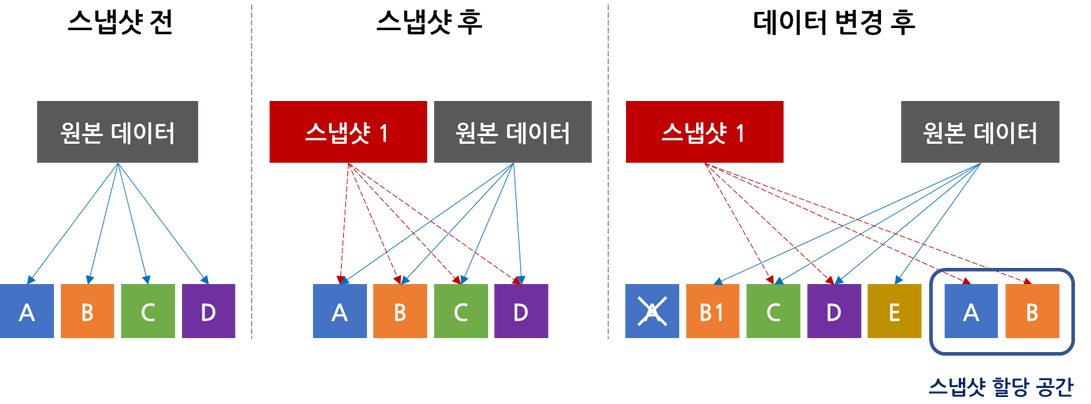 스냅샷 전
스냅샷 후
데이터 변경 후
원본 데이터
스냅샷 1
원본 데이터
스냅샷 1
원본 데이터
A B C D
A B C D
A B1 C D E A B
스냅샷 할당 공간